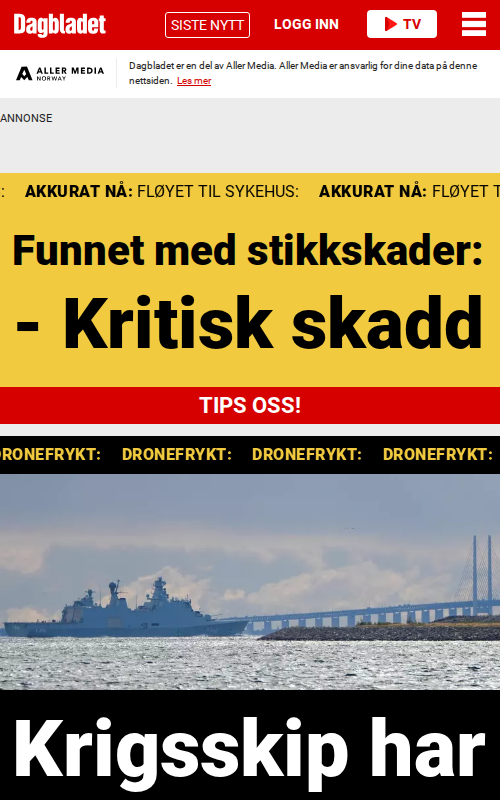 Dagbladet SISTE NYTT LOGG INN TV
ALLER MEDIA
NORWAY
Dagbladet er en del av Aller Media. Aller Media er ansvarlig for dine data på denne
nettsiden. Les mer
ANNONSE
: AKKURAT NÅ: FLØYET TIL SYKEHUS: AKKURAT NÅ: FLØYET T
Funnet med stikkskader:
- Kritisk skadd
TIPS OSS!
RONEFRYKT: DRONEFRYKT: DRONEFRYKT: DRONEFRYKT:
Krigsskip har